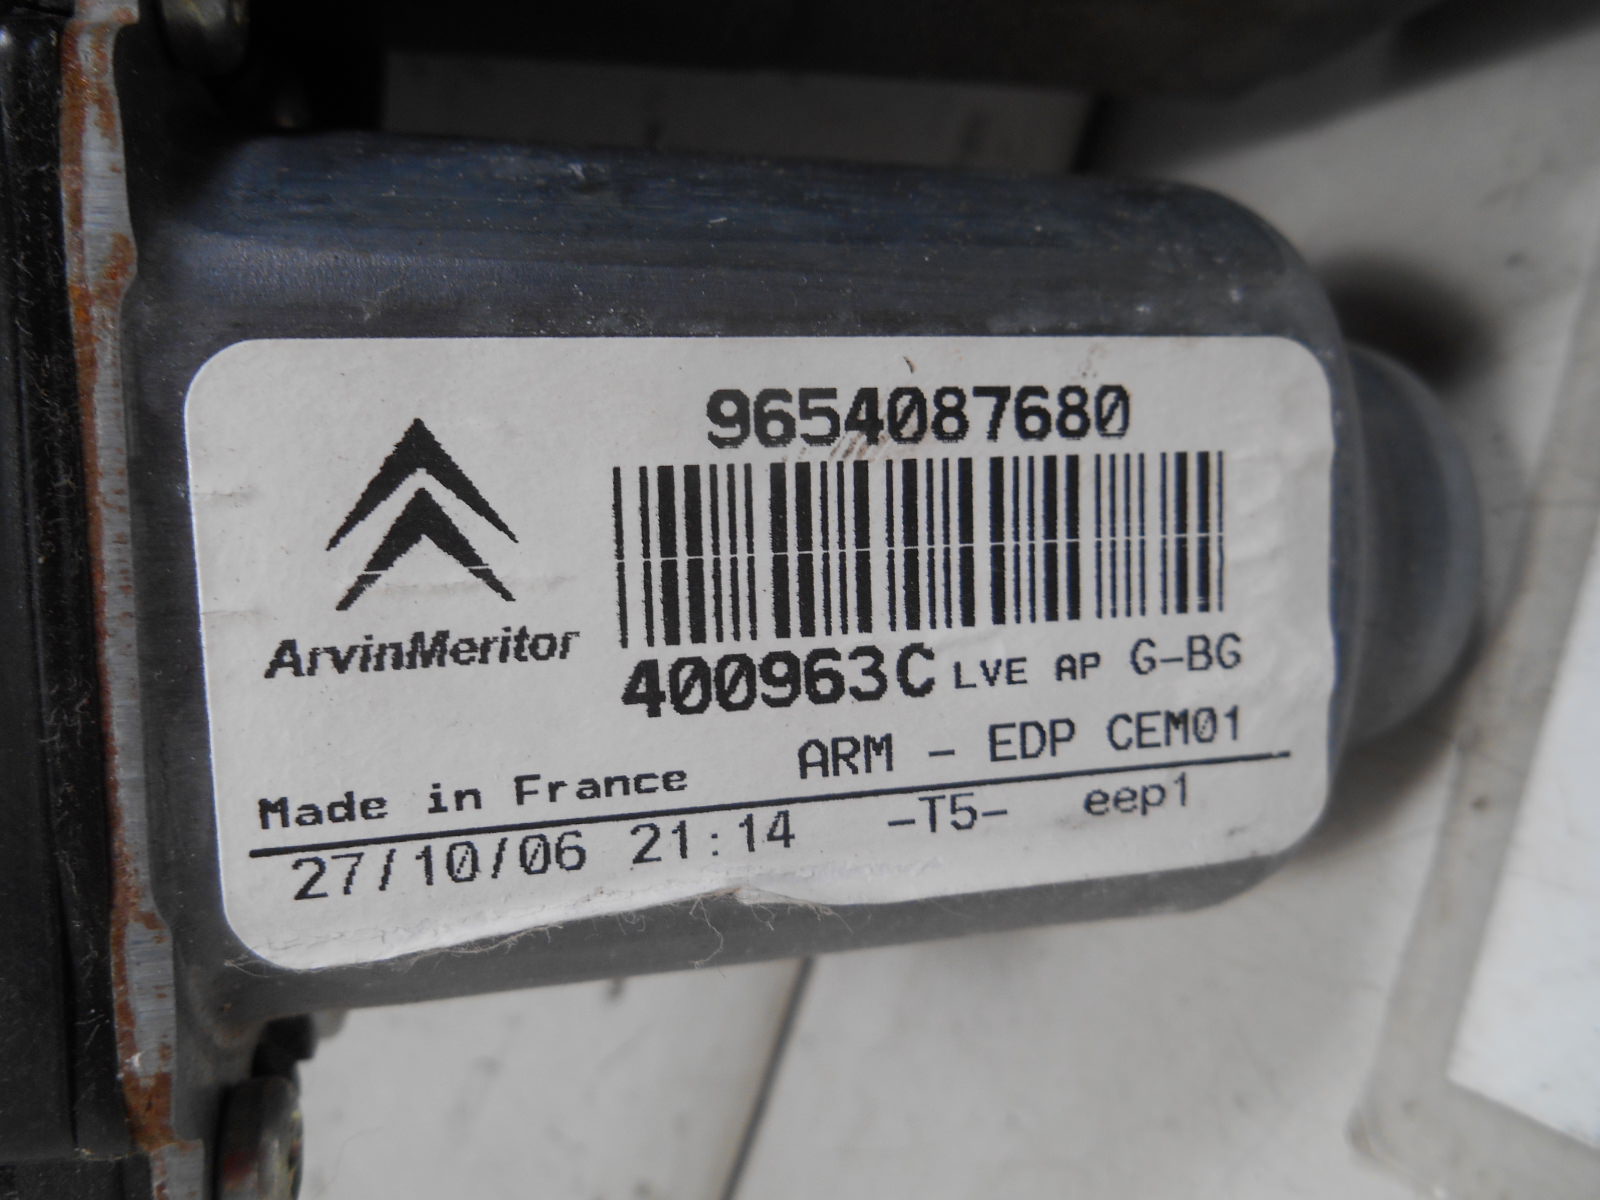 9654087680
ArvinMeritor
400963C LVE AP G-BG
ARM - EDP CEM01
Made in France
27/10/06 21:14 -T5- eep1